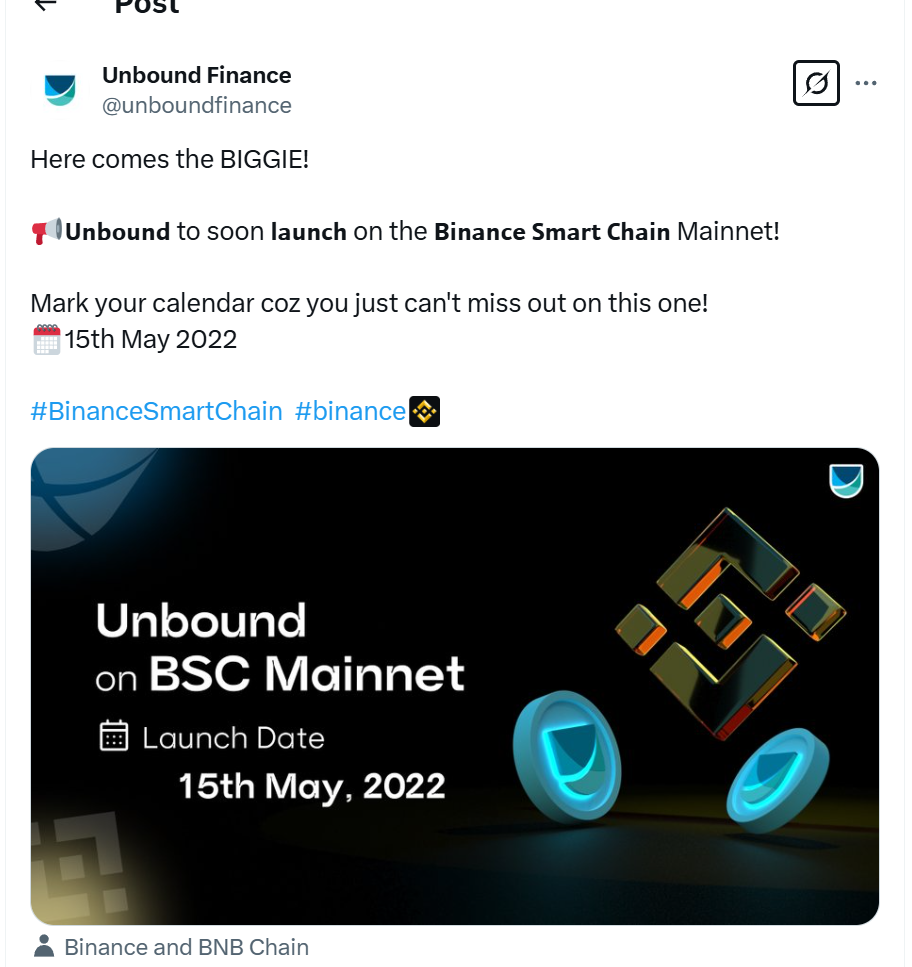 Post
Unbound Finance
@unboundfinance
Here comes the BIGGIE!
📢Unbound to soon launch on the Binance Smart Chain Mainnet!
Mark your calendar coz you just can't miss out on this one!
🗓️15th May 2022
#BinanceSmartChain #binance
Unbound
on BSC Mainnet
Launch Date
15th May, 2022
Binance and BNB Chain